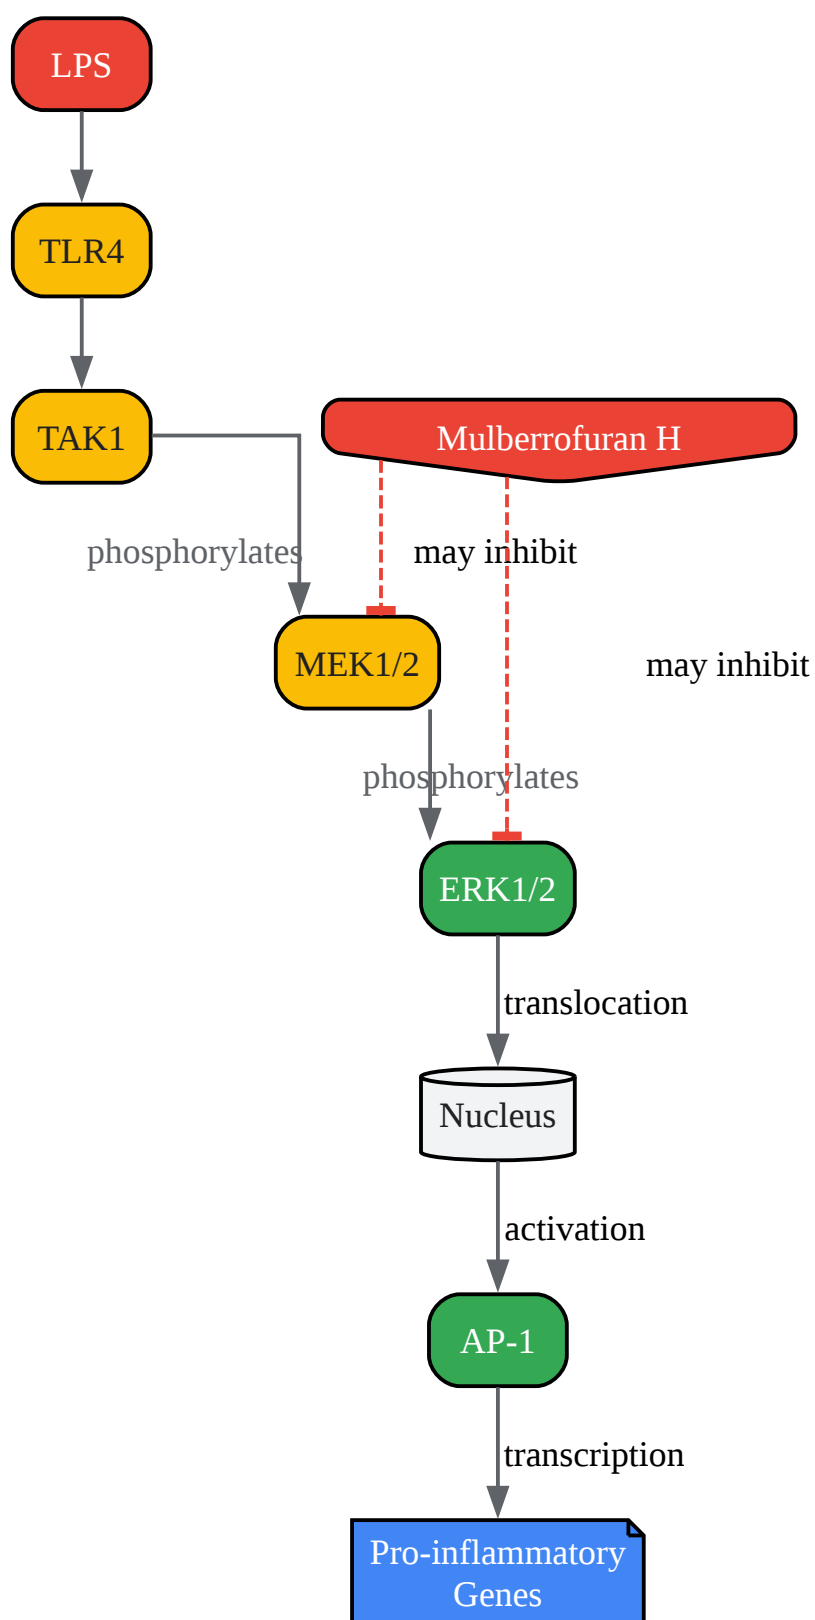 LPS
TLR4
TAK1
Mulberrofuran H
phosphorylates
may inhibit
MEK1/2
may inhibit
phosphorylates
ERK1/2
translocation
Nucleus
activation
AP-1
transcription
Pro-inflammatory
Genes